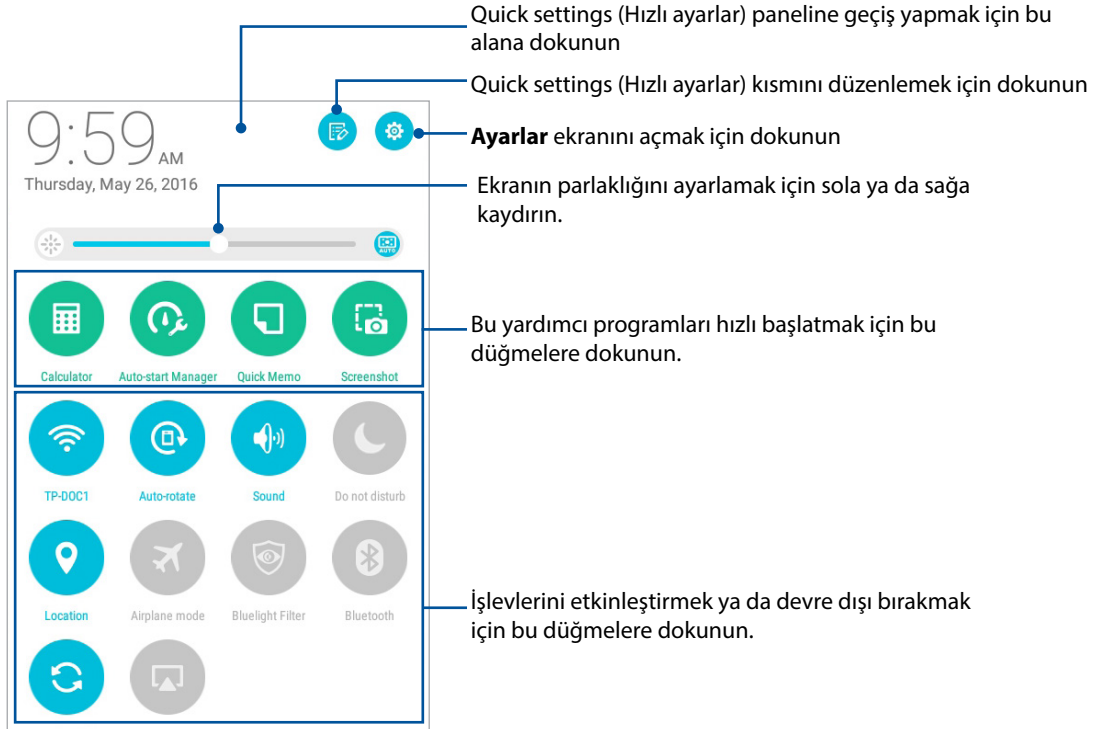 Quick settings (Hızlı ayarlar) paneline geçiş yapmak için bu
alana dokunun
Quick settings (Hızlı ayarlar) kısmını düzenlemek için dokunun
9:59 AM
Thursday, May 26, 2016
Ayarlar ekranını açmak için dokunun
Ekranın parlaklığını ayarlamak için sola ya da sağa
kaydırın.
AUTO
Calculator Auto-start Manager Quick Memo Screenshot
Bu yardımcı programları hızlı başlatmak için bu
düğmelere dokunun.
TP-DOC1 Auto-rotate Sound Do not disturb
Location Airplane mode Bluelight Filter Bluetooth
İşlevlerini etkinleştirmek ya da devre dışı bırakmak
için bu düğmelere dokunun.